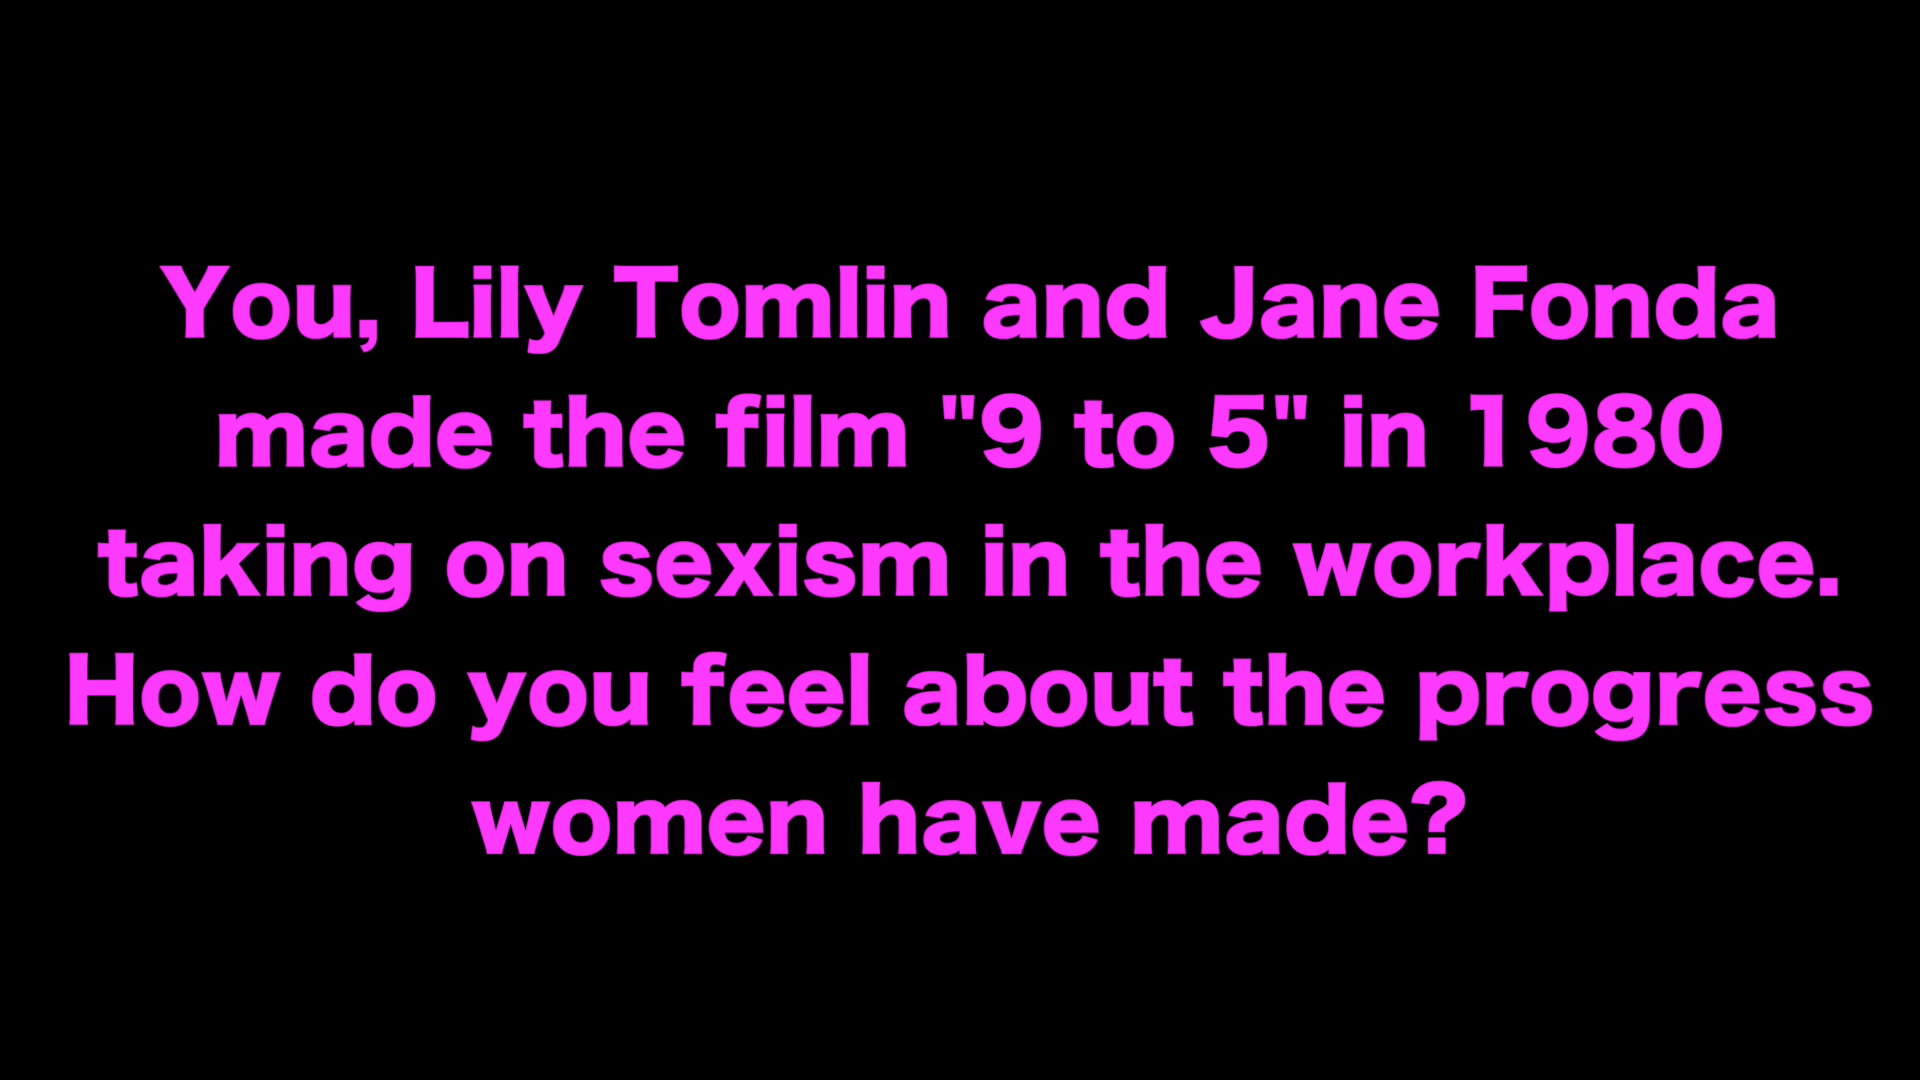 You, Lily Tomlin and Jane Fonda
made the film "9 to 5" in 1980
taking on sexism in the workplace.
How do you feel about the progress
women have made?